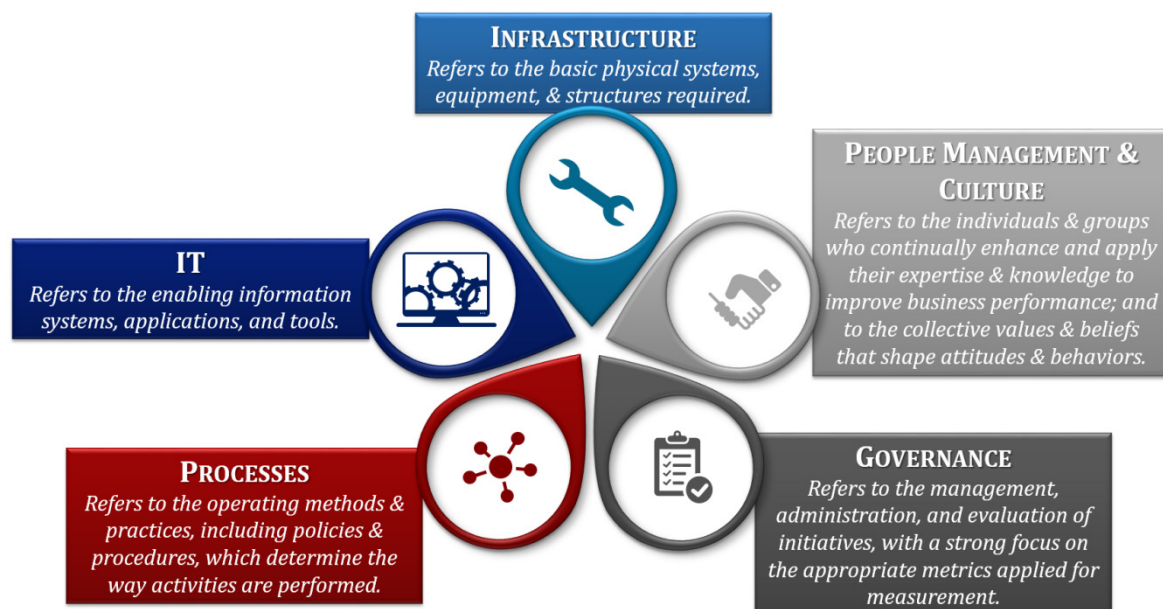 INFRASTRUCTURE
Refers to the basic physical systems,
equipment, & structures required.
PEOPLE MANAGEMENT &
CULTURE
Refers to the individuals & groups
who continually enhance and apply
their expertise & knowledge to
improve business performance; and
to the collective values & beliefs
that shape attitudes & behaviors.
IT
Refers to the enabling information
systems, applications, and tools.
PROCESSES
Refers to the operating methods &
practices, including policies &
procedures, which determine the
way activities are performed.
GOVERNANCE
Refers to the management,
administration, and evaluation of
initiatives, with a strong focus on
the appropriate metrics applied for
measurement.